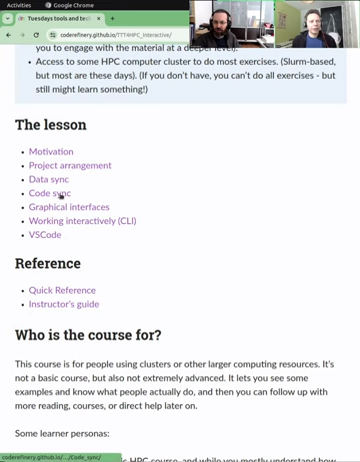 Activities
Google Chrome
Tuesdays tools and tech
coderefinery.github.io/TTT4HPC_interactive/
you to engage with the material at a deeper level).
• Access to some HPC computer cluster to do most exercises. (Slurm-based,
but most are these days). (If you don't have, you can't do all exercises - but
still might learn something!)
The lesson
• Motivation
• Project arrangement
• Data sync
• Code sync
• Graphical interfaces
• Working interactively (CLI)
• VSCode
Reference
• Quick Reference
• Instructor's guide
Who is the course for?
This course is for people using clusters or other larger computing resources. It's
not a basic course, but also not extremely advanced. It lets you see some
examples and know what people actually do, and then you can follow up with
more reading, courses, or direct help later on.
Some learner personas:
coderefinery.github.io/.../Code_sync/
HPC course, and while you mostly understand how